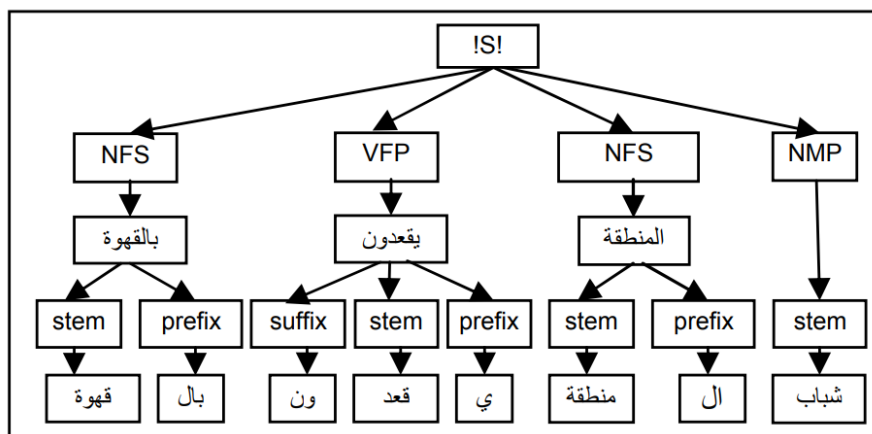 !S!
NFS VFP NFS NMP
بالقهوة يقعدون المنطقة
stem prefix suffix stem prefix stem prefix stem
قهوة بال ون قعد ي منطقة ال شباب